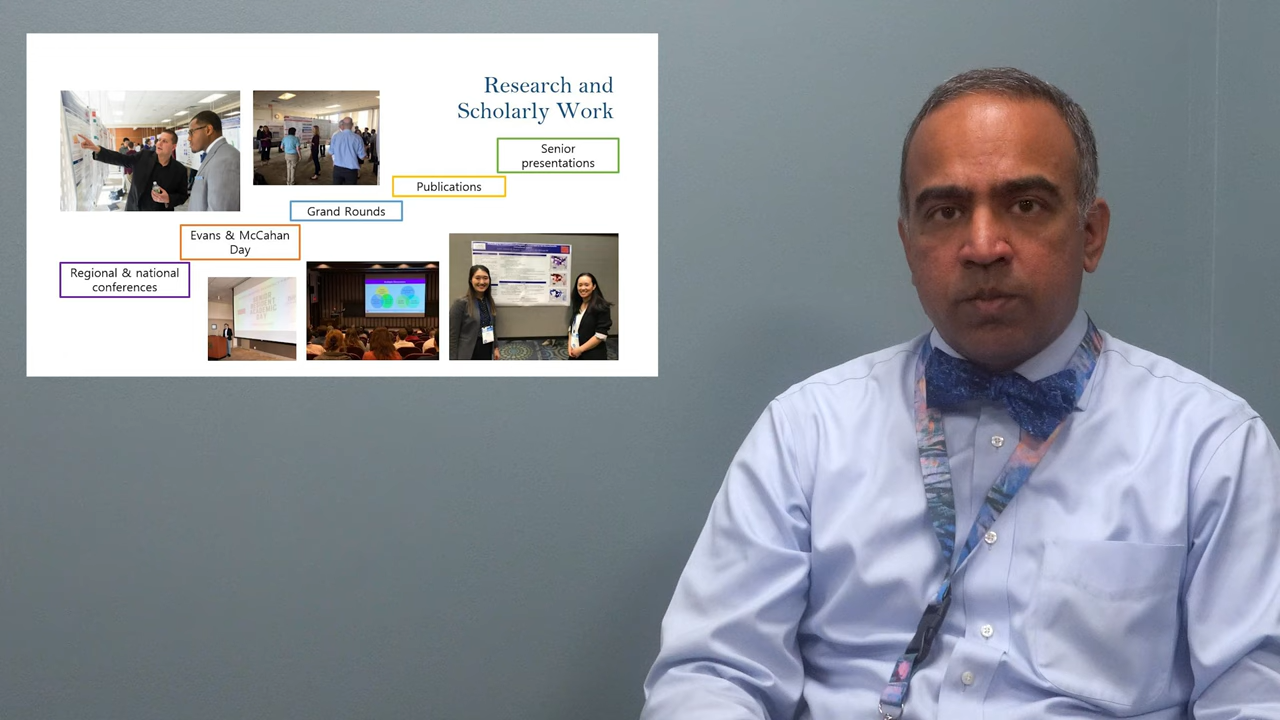 Research and
Scholarly Work
Senior
presentations
Publications
Grand Rounds
Evans & McCahan
Day
Regional & national
conferences